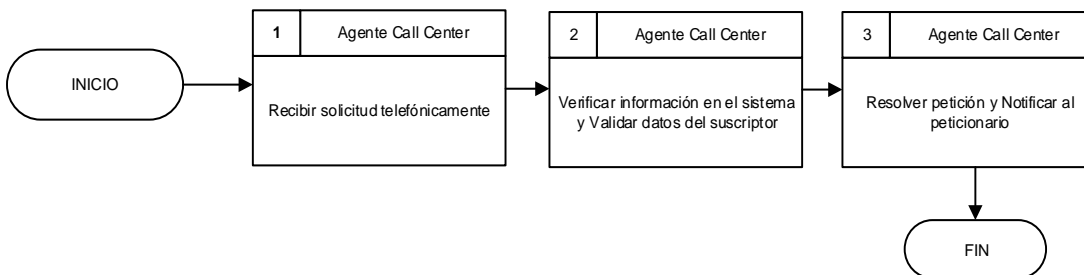 INICIO
1
Agente Call Center
Recibir solicitud telefónicamente
2
Agente Call Center
Verificar información en el sistema
y Validar datos del suscriptor
3
Agente Call Center
Resolver petición y Notificar al
peticionario
FIN